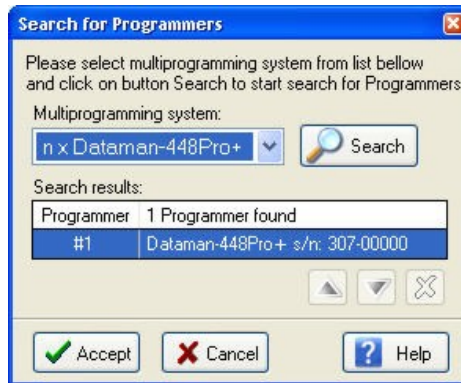 Search for Programmers
Please select multiprogramming system from list bellow
and click on button Search to start search for Programmers
Multiprogramming system:
n x Dataman-448Pro+
Search
Search results:
Programmer 1 Programmer found
#1 Dataman-448Pro+ s/n: 307-00000
Accept
Cancel
? Help